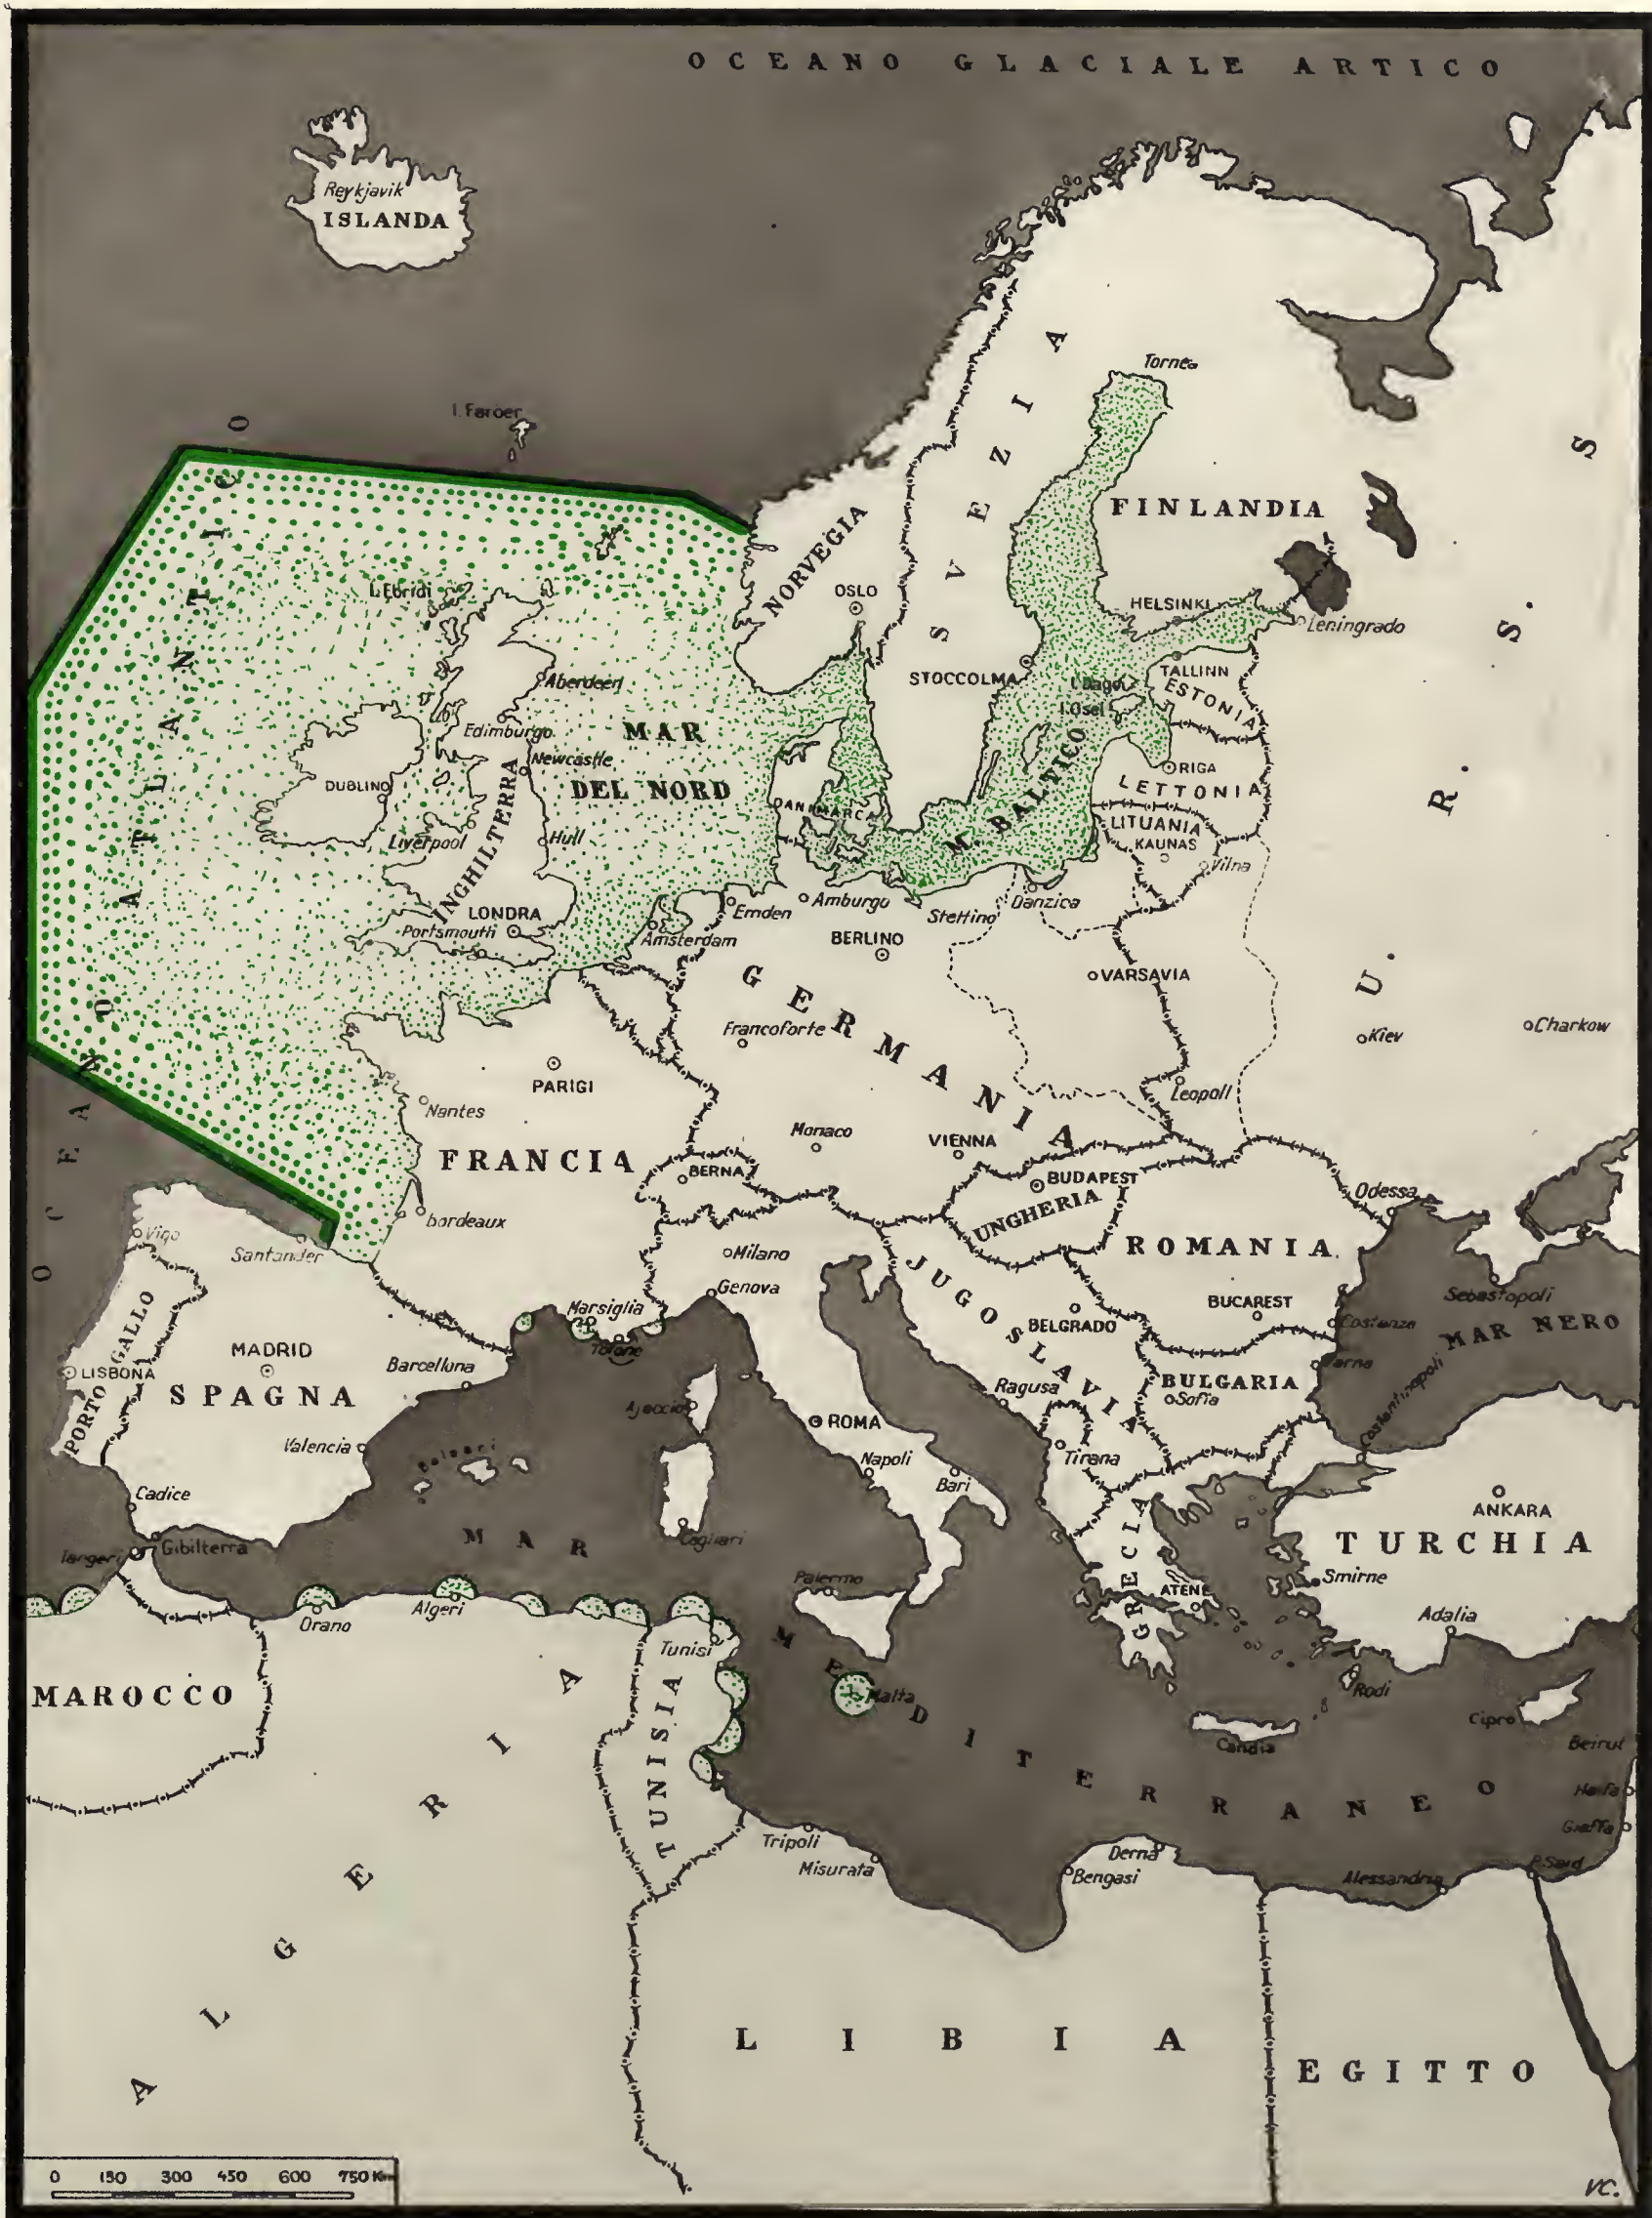 OCEANO GLACIALE ARTICO
Reykjavik
ISLANDA
I. Faroer
OCEANO ATLANTICO
Torneo
SVEZIA
FINLANDIA
NORVEGIA
OSLO
I. Ebridi
HELSINKI
Leningrado
U. R. S. S.
STOCCOLMA
TALLINN
ESTONIA
I. Dago
I. Osel
Aberdeen
Edimburgo
MAR
DEL NORD
Newcastle
DUBLINO
INGHILTERRA
Liverpool
Hull
DANIMARCA
M. BALTICO
RIGA
LETTONIA
LITUANIA
KAUNAS
Vilna
LONDRA
Portsmouth
Amsterdam
Emden
Amburgo
Stettino
Danzica
BERLINO
VARSAVIA
GERMANIA
Francoforte
Kiev
Charkow
PARIGI
Leopoli
Nantes
Monaco
VIENNA
FRANCIA
BERNA
BUDAPEST
UNGHERIA
Odessa
bordeaux
Vigo
Santander
Milano
ROMANIA
Genova
JUGOSLAVIA
Marsiglia
Tolone
BELGRADO
BUCAREST
Sebastopoli
Costanza
MAR NERO
PORTOGALLO
LISBONA
MADRID
SPAGNA
Barcellona
Varna
BULGARIA
Sofia
Ragusa
Ajaccio
ROMA
Costantinopoli
Valencia
Baleari
Tirana
Napoli
Bari
Cadice
ANKARA
TURCHIA
GRECIA
Gibilterra
Tangeri
MAR MEDITERRANEO
Cagliari
Palermo
ATENE
Smirne
Adalia
Orano
Algeri
Tunisi
MAROCCO
ALGERIA
TUNISIA
Malta
Rodi
Candia
Cipro
Beirut
Haifa
Giaffa
Tripoli
Misurata
Derna
Bengasi
Alessandria
P. Said
LIBIA
EGITTO
0 150 300 450 600 750 Km
VC.